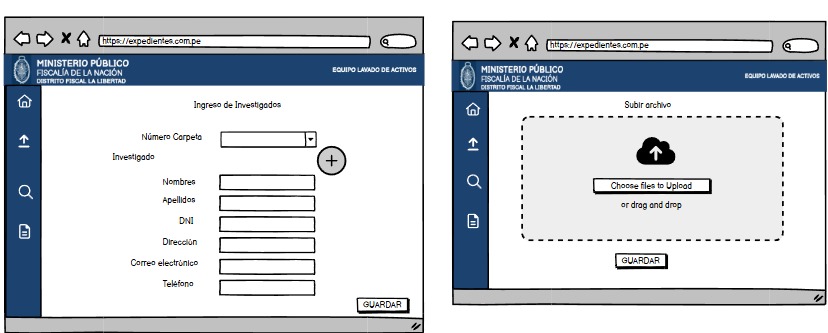 https://expedientes.com.pe
MINISTERIO PÚBLICO
FISCALÍA DE LA NACIÓN
DISTRITO FISCAL LA LIBERTAD
EQUIPO LAVADO DE ACTIVOS
Ingreso de Investigados
Número Carpeta
Investigado
Nombres
Apellidos
DNI
Dirección
Correo electrónico
Teléfono
GUARDAR
https://expedientes.com.pe
MINISTERIO PÚBLICO
FISCALÍA DE LA NACIÓN
DISTRITO FISCAL LA LIBERTAD
EQUIPO LAVADO DE ACTIVOS
Subir archivo
Choose files to Upload
or drag and drop
GUARDAR